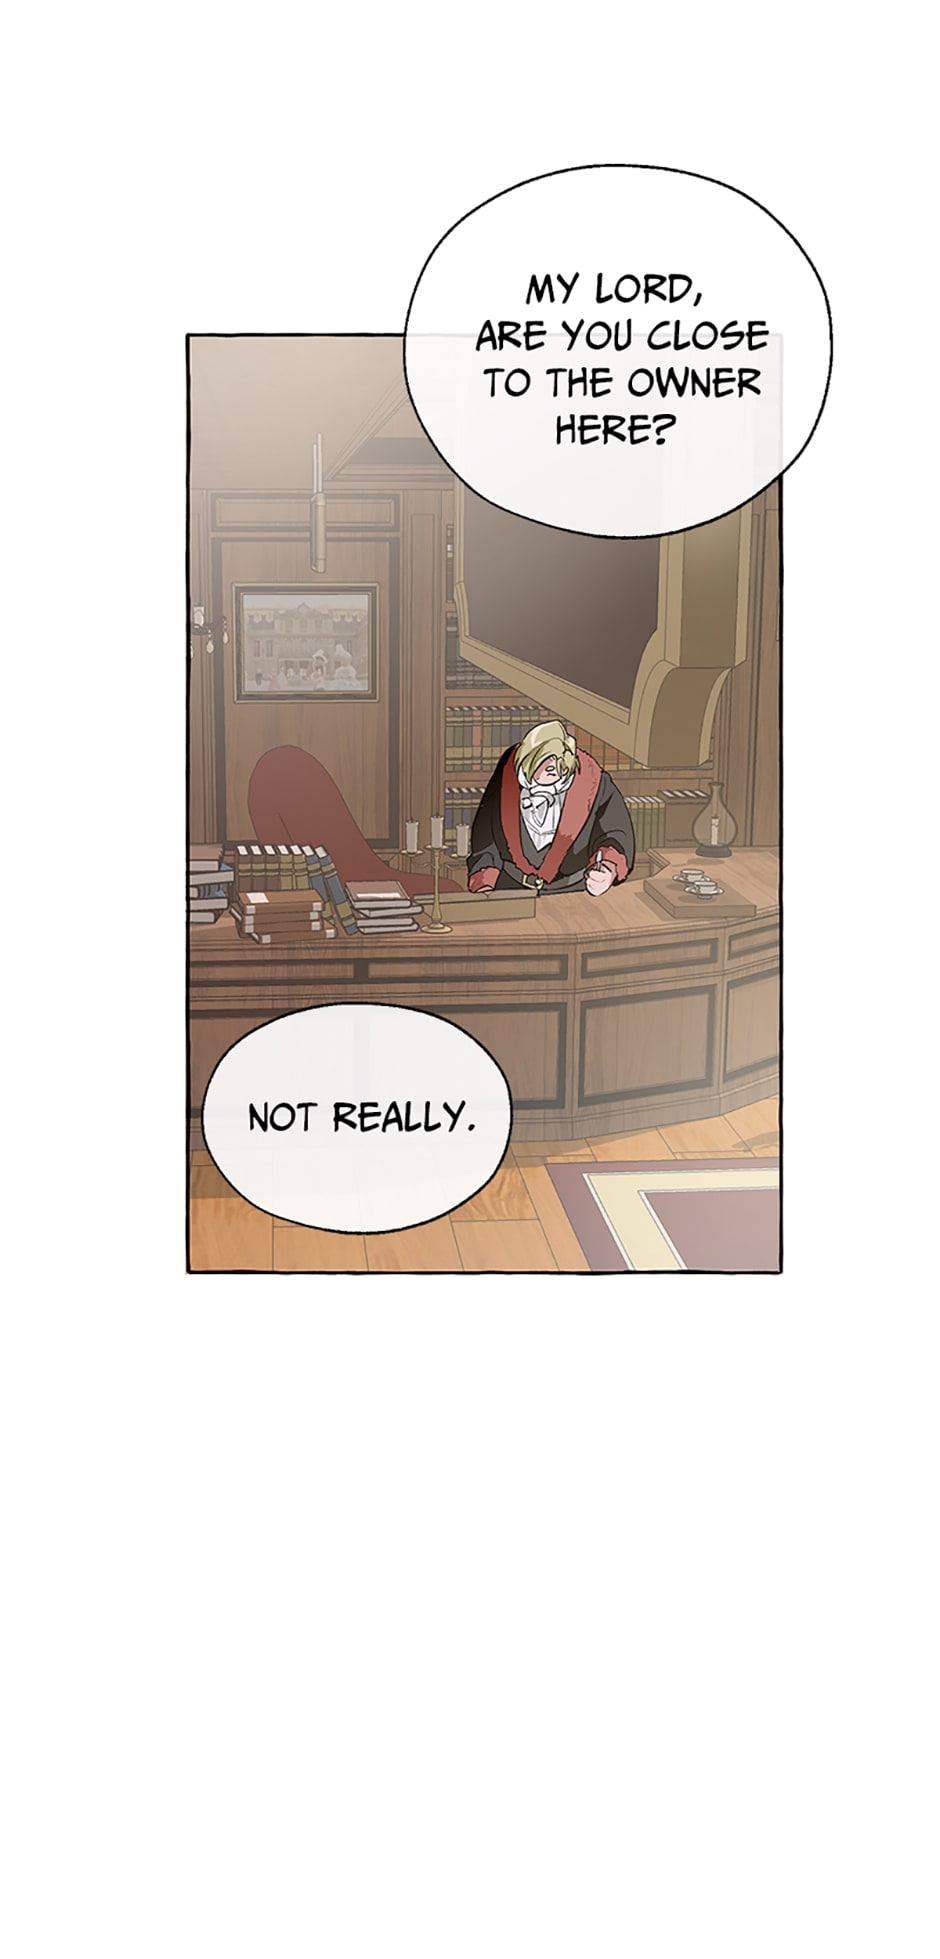 MY LORD,
ARE YOU CLOSE
TO THE OWNER
HERE?
NOT REALLY.